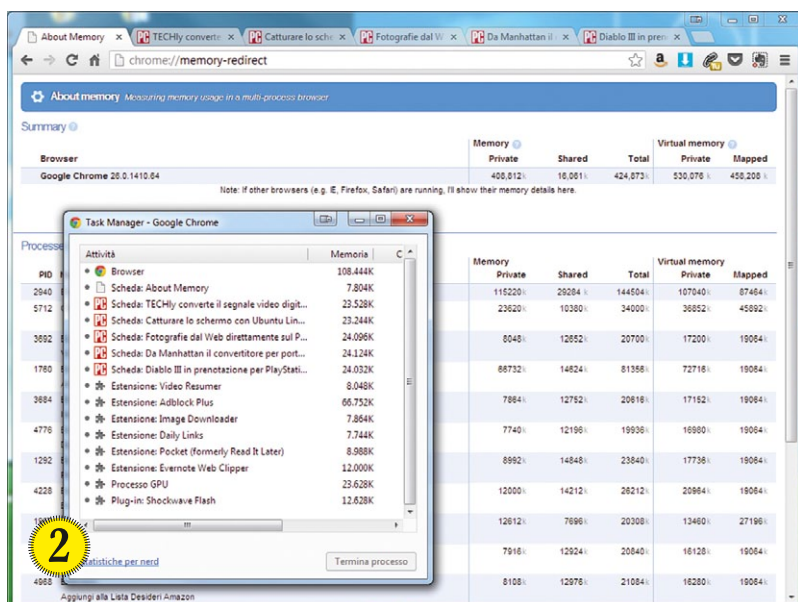 About Memory
TECHly converte
Catturare lo sch
Fotografie dal W
Da Manhattan il
Diablo III in pren
chrome://memory-redirect
About memory Measuring memory usage in a multi-process browser
Summary
Memory Virtual memory
Browser Private Shared Total Private Mapped
Google Chrome 26.0.1410.64 408,812k 16,061k 424,873k 530,076 k 458,208 k
Note: If other browsers (e.g. IE, Firefox, Safari) are running, I'll show their memory details here.
Task Manager - Google Chrome
Attività Memoria C
Browser 108.444K
Scheda: About Memory 7.804K
Scheda: TECHly converte il segnale video digit... 23.528K
Scheda: Catturare lo schermo con Ubuntu Lin... 23.244K
Scheda: Fotografie dal Web direttamente sul P... 24.096K
Scheda: Da Manhattan il convertitore per port... 24.124K
Scheda: Diablo III in prenotazione per PlayStati... 24.032K
Estensione: Video Resumer 8.048K
Estensione: Adblock Plus 66.752K
Estensione: Image Downloader 7.864K
Estensione: Daily Links 7.744K
Estensione: Pocket (formerly Read It Later) 8.988K
Estensione: Evernote Web Clipper 12.000K
Processo GPU 23.628K
Plug-in: Shockwave Flash 12.628K
Statistiche per nerd
Termina processo
2
Processe
Memory Virtual memory
PID Private Shared Total Private Mapped
2940 115220k 29284 k 144504k 107040k 87464k
5712 23620k 10380k 34000k 36852k 45892k
3692 8048k 12652k 20700k 17200k 19064k
1760 66732k 14624k 81356k 72716k 19064k
3684 7864k 12752k 20616k 17152k 19064k
4776 7740k 12196k 19936k 16980k 19064k
1292 8992k 14848k 23840k 17736k 19064k
4228 12000k 14212k 26212k 20964k 19064k
12612k 7696k 20308k 13460k 27196k
7916k 12924k 20840k 16128k 19064k
4968 8108k 12976k 21084k 16280k 19064k
Aggiungi alla Lista Desideri Amazon